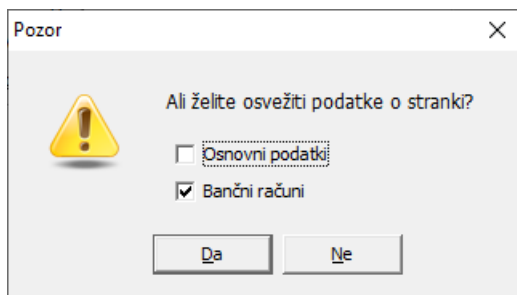 Pozor
Ali želite osvežiti podatke o stranki?
Osnovni podatki
Bančni računi
Da Ne